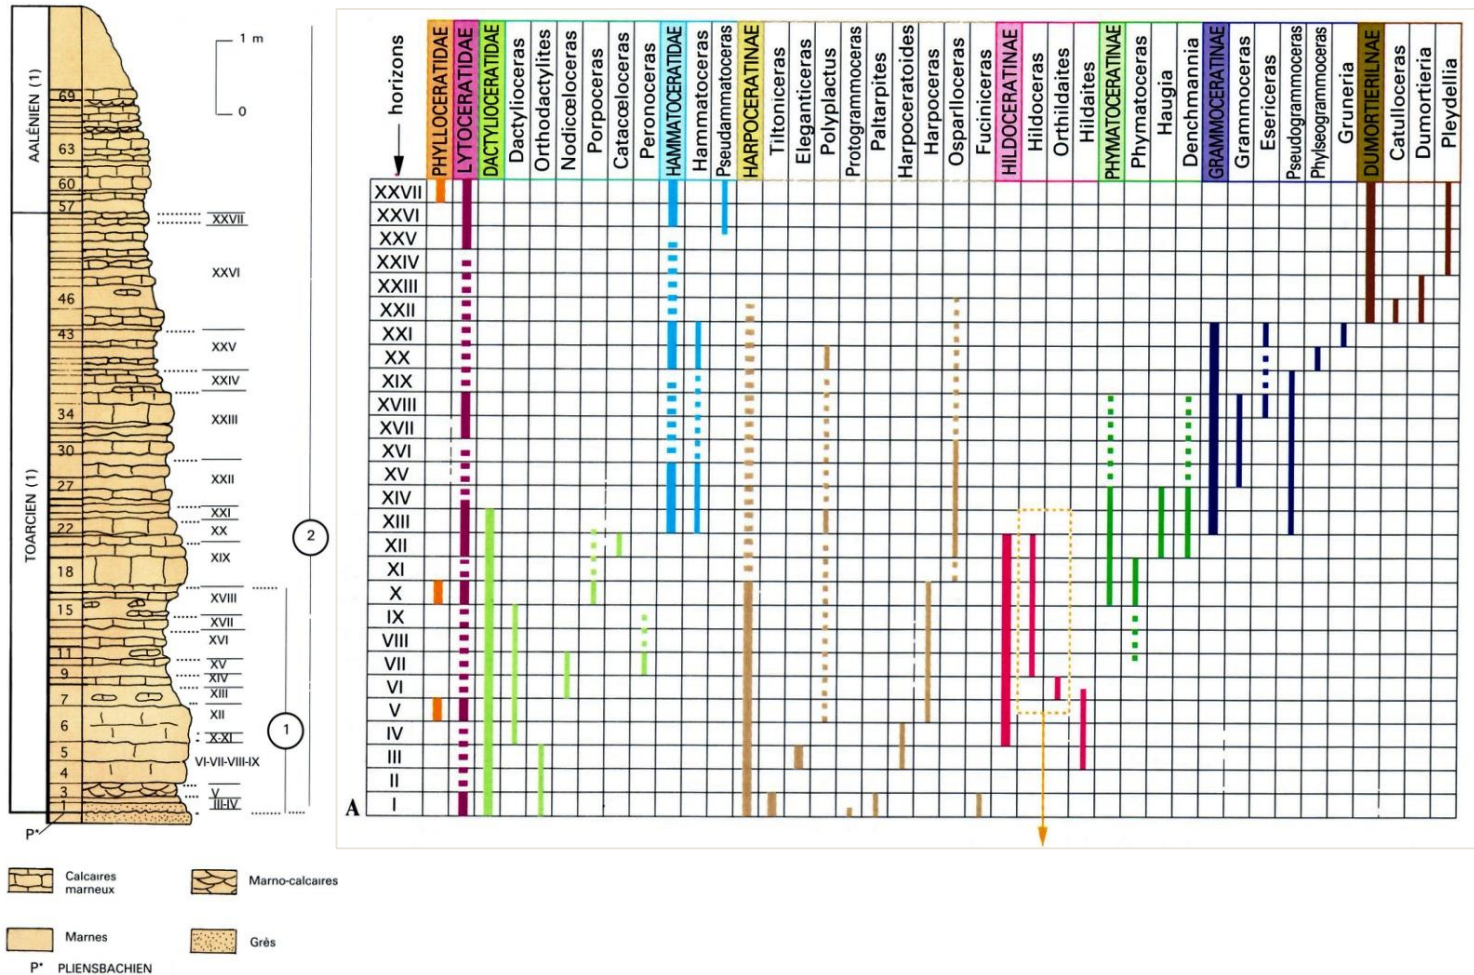 AALÉNIEN (1)
TOARCIEN (1)
1 m
0
69
63
60
57
46
43
34
30
27
22
18
15
11
9
7
6
5
4
3
1
P*
XXVII
XXVI
XXV
XXIV
XXIII
XXII
XXI
XX
XIX
XVIII
XVII
XVI
XV
XIV
XIII
XII
X-XI
VI-VII-VIII-IX
V
III-IV
2
1
horizons
PHYLLOCERATIDAE
LYTOCERATIDAE
DACTYLIOCERATIDAE
Dactylioceras
Orthodactylites
Nodicœloceras
Porpoceras
Catacœloceras
Peronoceras
HAMMATOCERATIDAE
Hammatoceras
Pseudammatoceras
HARPOCERATINAE
Tiltoniceras
Eleganticeras
Polyplactus
Protogrammoceras
Paltarpites
Harpoceratoides
Harpoceras
Osparlioceras
Fuciniceras
HILDOCERATINAE
Hildoceras
Orthildaites
Hildaites
PHYMATOCERATINAE
Phymatoceras
Haugia
Denckmannia
GRAMMOCERATINAE
Grammoceras
Esericeras
Pseudogrammoceras
Phylseogrammoceras
Gruneria
DUMORTIERILNAE
Catulloceras
Dumortieria
Pleydellia
XXVII
XXVI
XXV
XXIV
XXIII
XXII
XXI
XX
XIX
XVIII
XVII
XVI
XV
XIV
XIII
XII
XI
X
IX
VIII
VII
VI
V
IV
III
II
A I
Calcaires
marneux
Marno-calcaires
Marnes
Grès
P* PLIENSBACHIEN